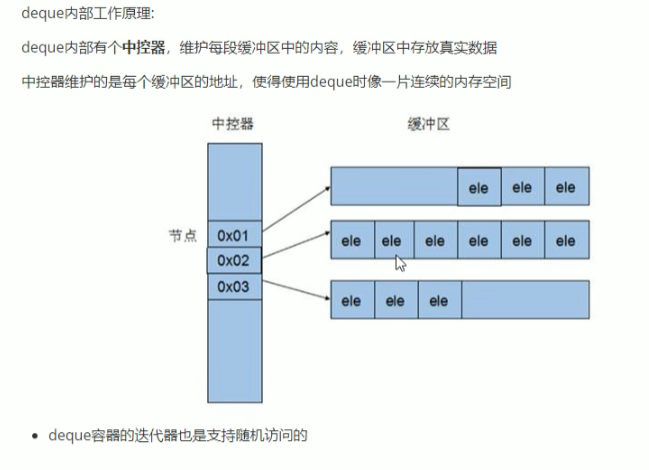 deque内部工作原理:
deque内部有个中控器，维护每段缓冲区中的内容，缓冲区中存放真实数据
中控器维护的是每个缓冲区的地址，使得使用deque时像一片连续的内存空间
中控器 缓冲区
ele ele ele
节点 0x01 ele ele ele ele ele ele
0x02
0x03 ele ele ele
• deque容器的迭代器也是支持随机访问的